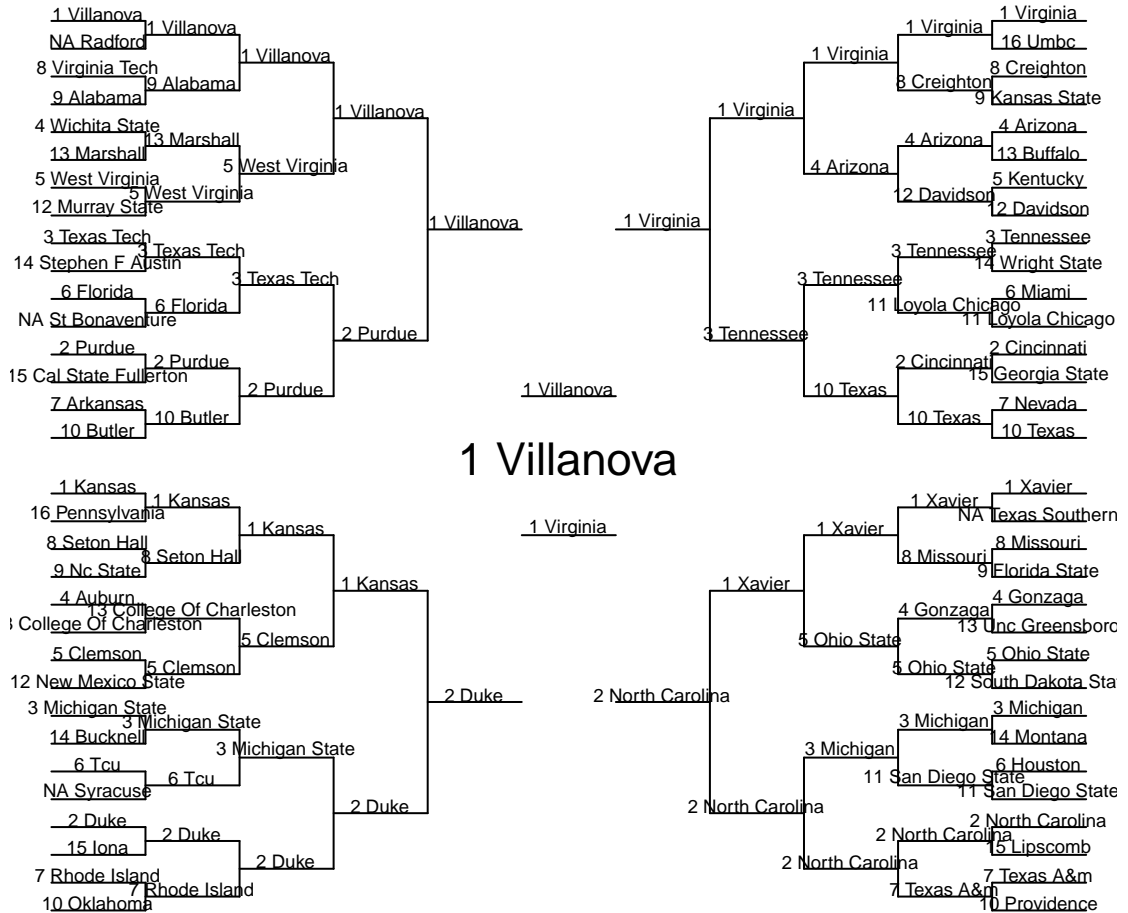 1 Villanova
NA Radford
8 Virginia Tech
9 Alabama
4 Wichita State
13 Marshall
5 West Virginia
12 Murray State
3 Texas Tech
14 Stephen F Austin
6 Florida
NA St Bonaventure
2 Purdue
15 Cal State Fullerton
7 Arkansas
10 Butler
1 Kansas
16 Pennsylvania
8 Seton Hall
9 Nc State
4 Auburn
College Of Charleston
5 Clemson
12 New Mexico State
3 Michigan State
14 Bucknell
6 Tcu
NA Syracuse
2 Duke
15 Iona
7 Rhode Island
10 Oklahoma
1 Villanova
9 Alabama
13 Marshall
5 West Virginia
3 Texas Tech
6 Florida
2 Purdue
10 Butler
1 Kansas
8 Seton Hall
13 College Of Charleston
5 Clemson
3 Michigan State
6 Tcu
2 Duke
7 Rhode Island
1 Villanova
5 West Virginia
3 Texas Tech
2 Purdue
1 Kansas
5 Clemson
3 Michigan State
2 Duke
1 Villanova
2 Purdue
1 Kansas
2 Duke
1 Villanova
2 Duke
1 Villanova
1 Villanova
1 Virginia
1 Virginia
2 North Carolina
1 Virginia
3 Tennessee
1 Xavier
2 North Carolina
1 Virginia
4 Arizona
3 Tennessee
10 Texas
1 Xavier
5 Ohio State
3 Michigan
2 North Carolina
1 Virginia
8 Creighton
4 Arizona
12 Davidson
3 Tennessee
11 Loyola Chicago
2 Cincinnati
10 Texas
1 Xavier
8 Missouri
4 Gonzaga
5 Ohio State
3 Michigan
11 San Diego State
2 North Carolina
7 Texas A&m
1 Virginia
16 Umbc
8 Creighton
9 Kansas State
4 Arizona
13 Buffalo
5 Kentucky
12 Davidson
3 Tennessee
14 Wright State
6 Miami
11 Loyola Chicago
2 Cincinnati
15 Georgia State
7 Nevada
10 Texas
1 Xavier
NA Texas Southern
8 Missouri
9 Florida State
4 Gonzaga
13 Unc Greensboro
5 Ohio State
12 South Dakota Sta
3 Michigan
14 Montana
6 Houston
11 San Diego State
2 North Carolina
15 Lipscomb
7 Texas A&m
10 Providence